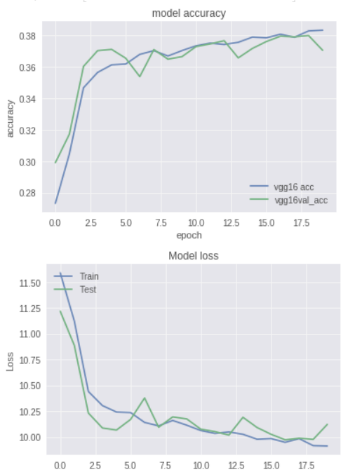 model accuracy
0.38
0.36
0.34
0.32
0.30
0.28
accuracy
vgg16 acc
vgg16val_acc
0.0 2.5 5.0 7.5 10.0 12.5 15.0 17.5
epoch
Model loss
Train
Test
11.50
11.25
11.00
10.75
10.50
10.25
10.00
Loss
0.0 2.5 5.0 7.5 10.0 12.5 15.0 17.5